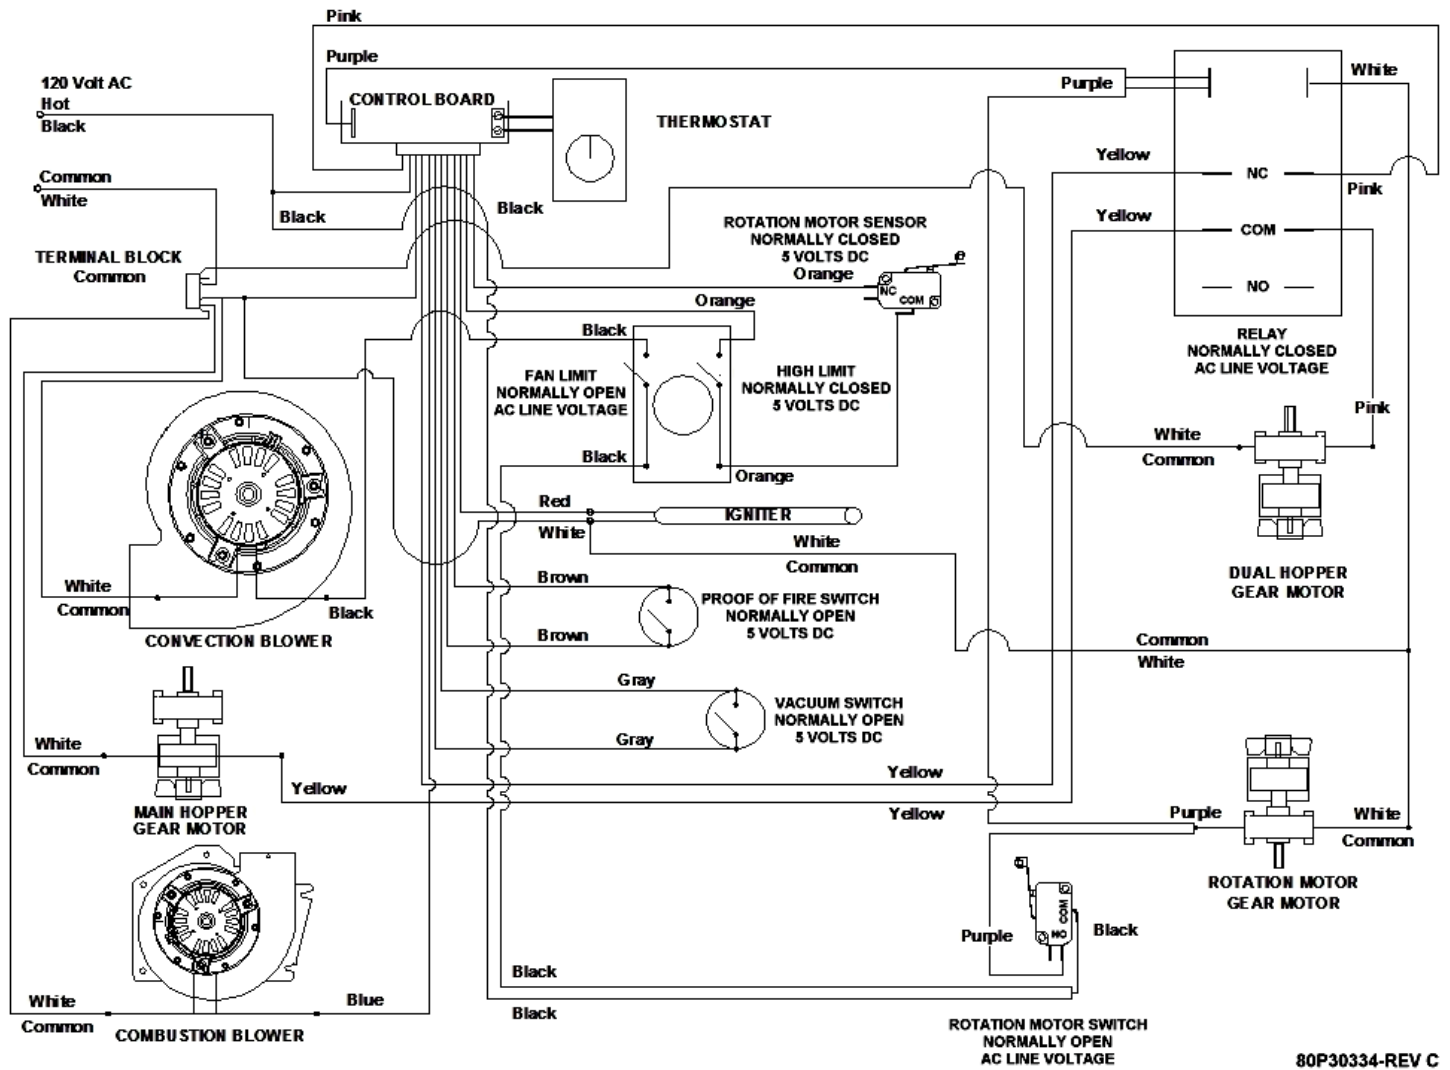 Pink
Purple
120 Volt AC
Hot
Black
CONTROL BOARD
THERMOSTAT
Purple
White
Common
White
Black
Black
Yellow
NC
Pink
Yellow
COM
NO
TERMINAL BLOCK
Common
ROTATION MOTOR SENSOR
NORMALLY CLOSED
5 VOLTS DC
Orange
NC
COM
Orange
Black
RELAY
NORMALLY CLOSED
AC LINE VOLTAGE
FAN LIMIT
NORMALLY OPEN
AC LINE VOLTAGE
HIGH LIMIT
NORMALLY CLOSED
5 VOLTS DC
Pink
White
Common
Black
Orange
Red
IGNITER
White
White
Common
DUAL HOPPER
GEAR MOTOR
White
Common
Black
CONVECTION BLOWER
Brown
PROOF OF FIRE SWITCH
NORMALLY OPEN
5 VOLTS DC
Brown
Common
White
Gray
VACUUM SWITCH
NORMALLY OPEN
5 VOLTS DC
Gray
White
Common
Yellow
MAIN HOPPER
GEAR MOTOR
Yellow
Yellow
Purple
White
Common
ROTATION MOTOR
GEAR MOTOR
COM
NO
Purple
Black
Black
Black
White
Common
Blue
COMBUSTION BLOWER
ROTATION MOTOR SWITCH
NORMALLY OPEN
AC LINE VOLTAGE
80P30334-REV C